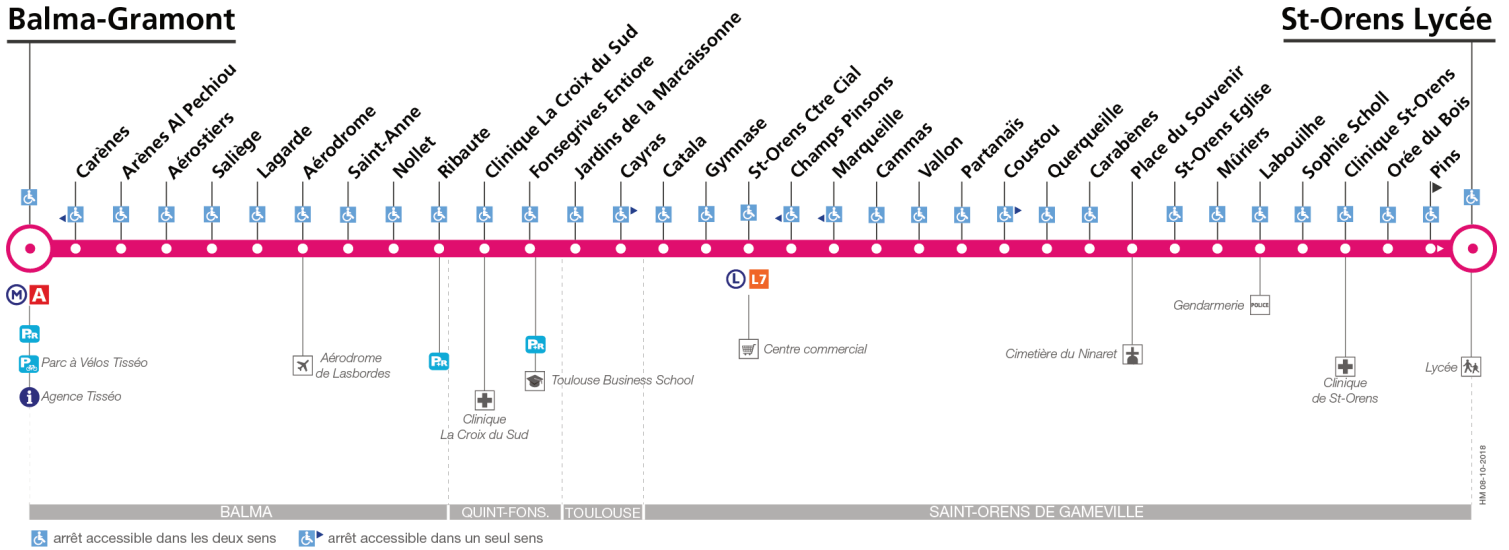 Balma-Gramont
St-Orens Lycée
Carènes
Arènes Al Pechiou
Aérostiers
Saliège
Lagarde
Aérodrome
Saint-Anne
Nollet
Ribaute
Clinique La Croix du Sud
Fonsegrives Entiore
Jardins de la Marcaissonne
Cayras
Catala
Gymnase
St-Orens Ctre Cial
Champs Pinsons
Marqueille
Cammas
Vallon
Partanaïs
Coustou
Querqueille
Carabènes
Place du Souvenir
St-Orens Eglise
Mûriers
Labouilhe
Sophie Scholl
Clinique St-Orens
Orée du Bois
Pins
M A
P+R
Parc à Vélos Tisséo
i Agence Tisséo
Aérodrome
de Lasbordes
P+R
Clinique
La Croix du Sud
P+R
Toulouse Business School
L L7
Centre commercial
Cimetière du Ninaret
Gendarmerie POLICE
Clinique
de St-Orens
Lycée
HM 08-10-2018
BALMA
QUINT-FONS.
TOULOUSE
SAINT-ORENS DE GAMEVILLE
arrêt accessible dans les deux sens
arrêt accessible dans un seul sens